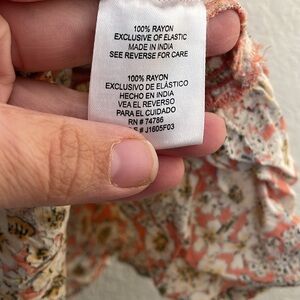 100% RAYON
EXCLUSIVE OF ELASTIC
MADE IN INDIA
SEE REVERSE FOR CARE
100% RAYON
EXCLUSIVO DE ELÁSTICO
HECHO EN INDIA
VEA EL REVERSO
PARA EL CUIDADO
RN # 74786
# J1605F03